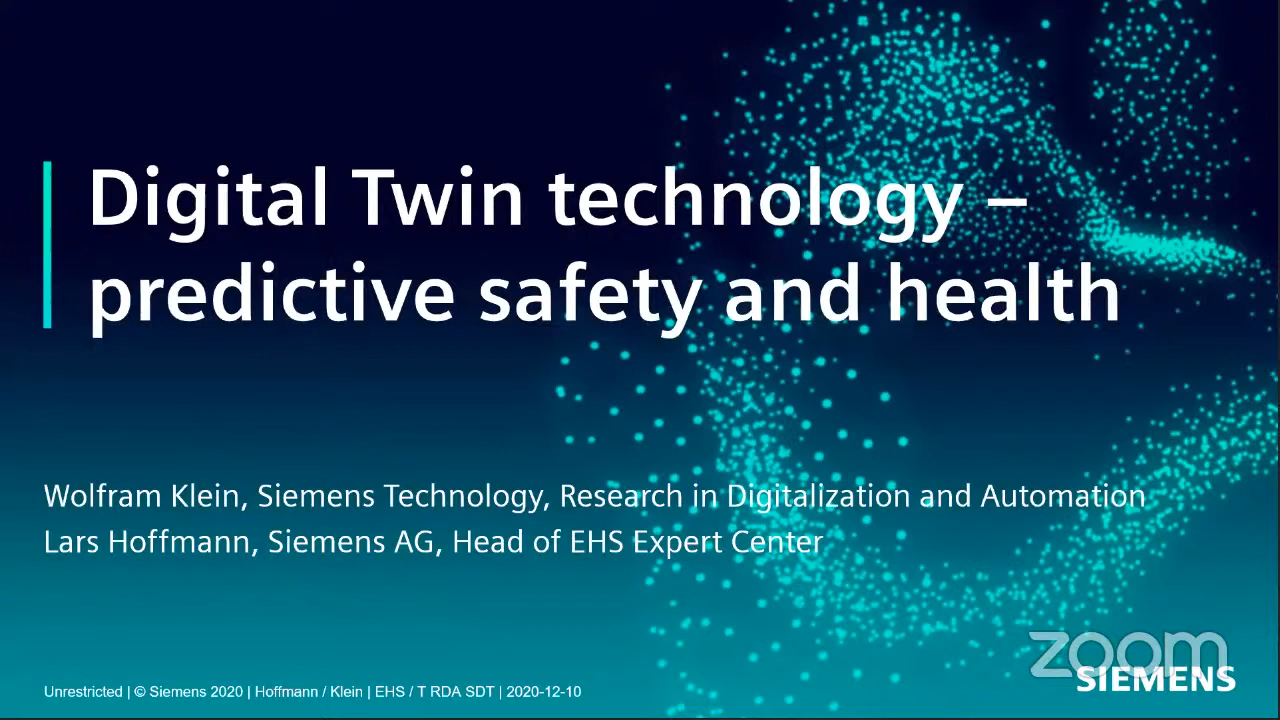 Digital Twin technology –
predictive safety and health
Wolfram Klein, Siemens Technology, Research in Digitalization and Automation
Lars Hoffmann, Siemens AG, Head of EHS Expert Center
zoom
SIEMENS
Unrestricted | © Siemens 2020 | Hoffmann / Klein | EHS / T RDA SDT | 2020-12-10